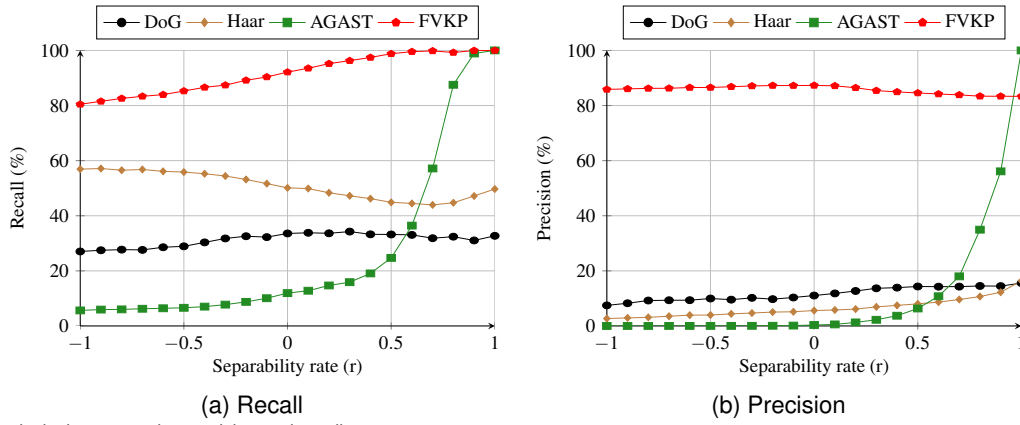 DoG Haar AGAST FVKP
100
80
60
40
20
0
Recall (%)
−1 −0.5 0 0.5 1
Separability rate (r)
(a) Recall
DoG Haar AGAST FVKP
100
80
60
40
20
0
Precision (%)
−1 −0.5 0 0.5 1
Separability rate (r)
(b) Precision